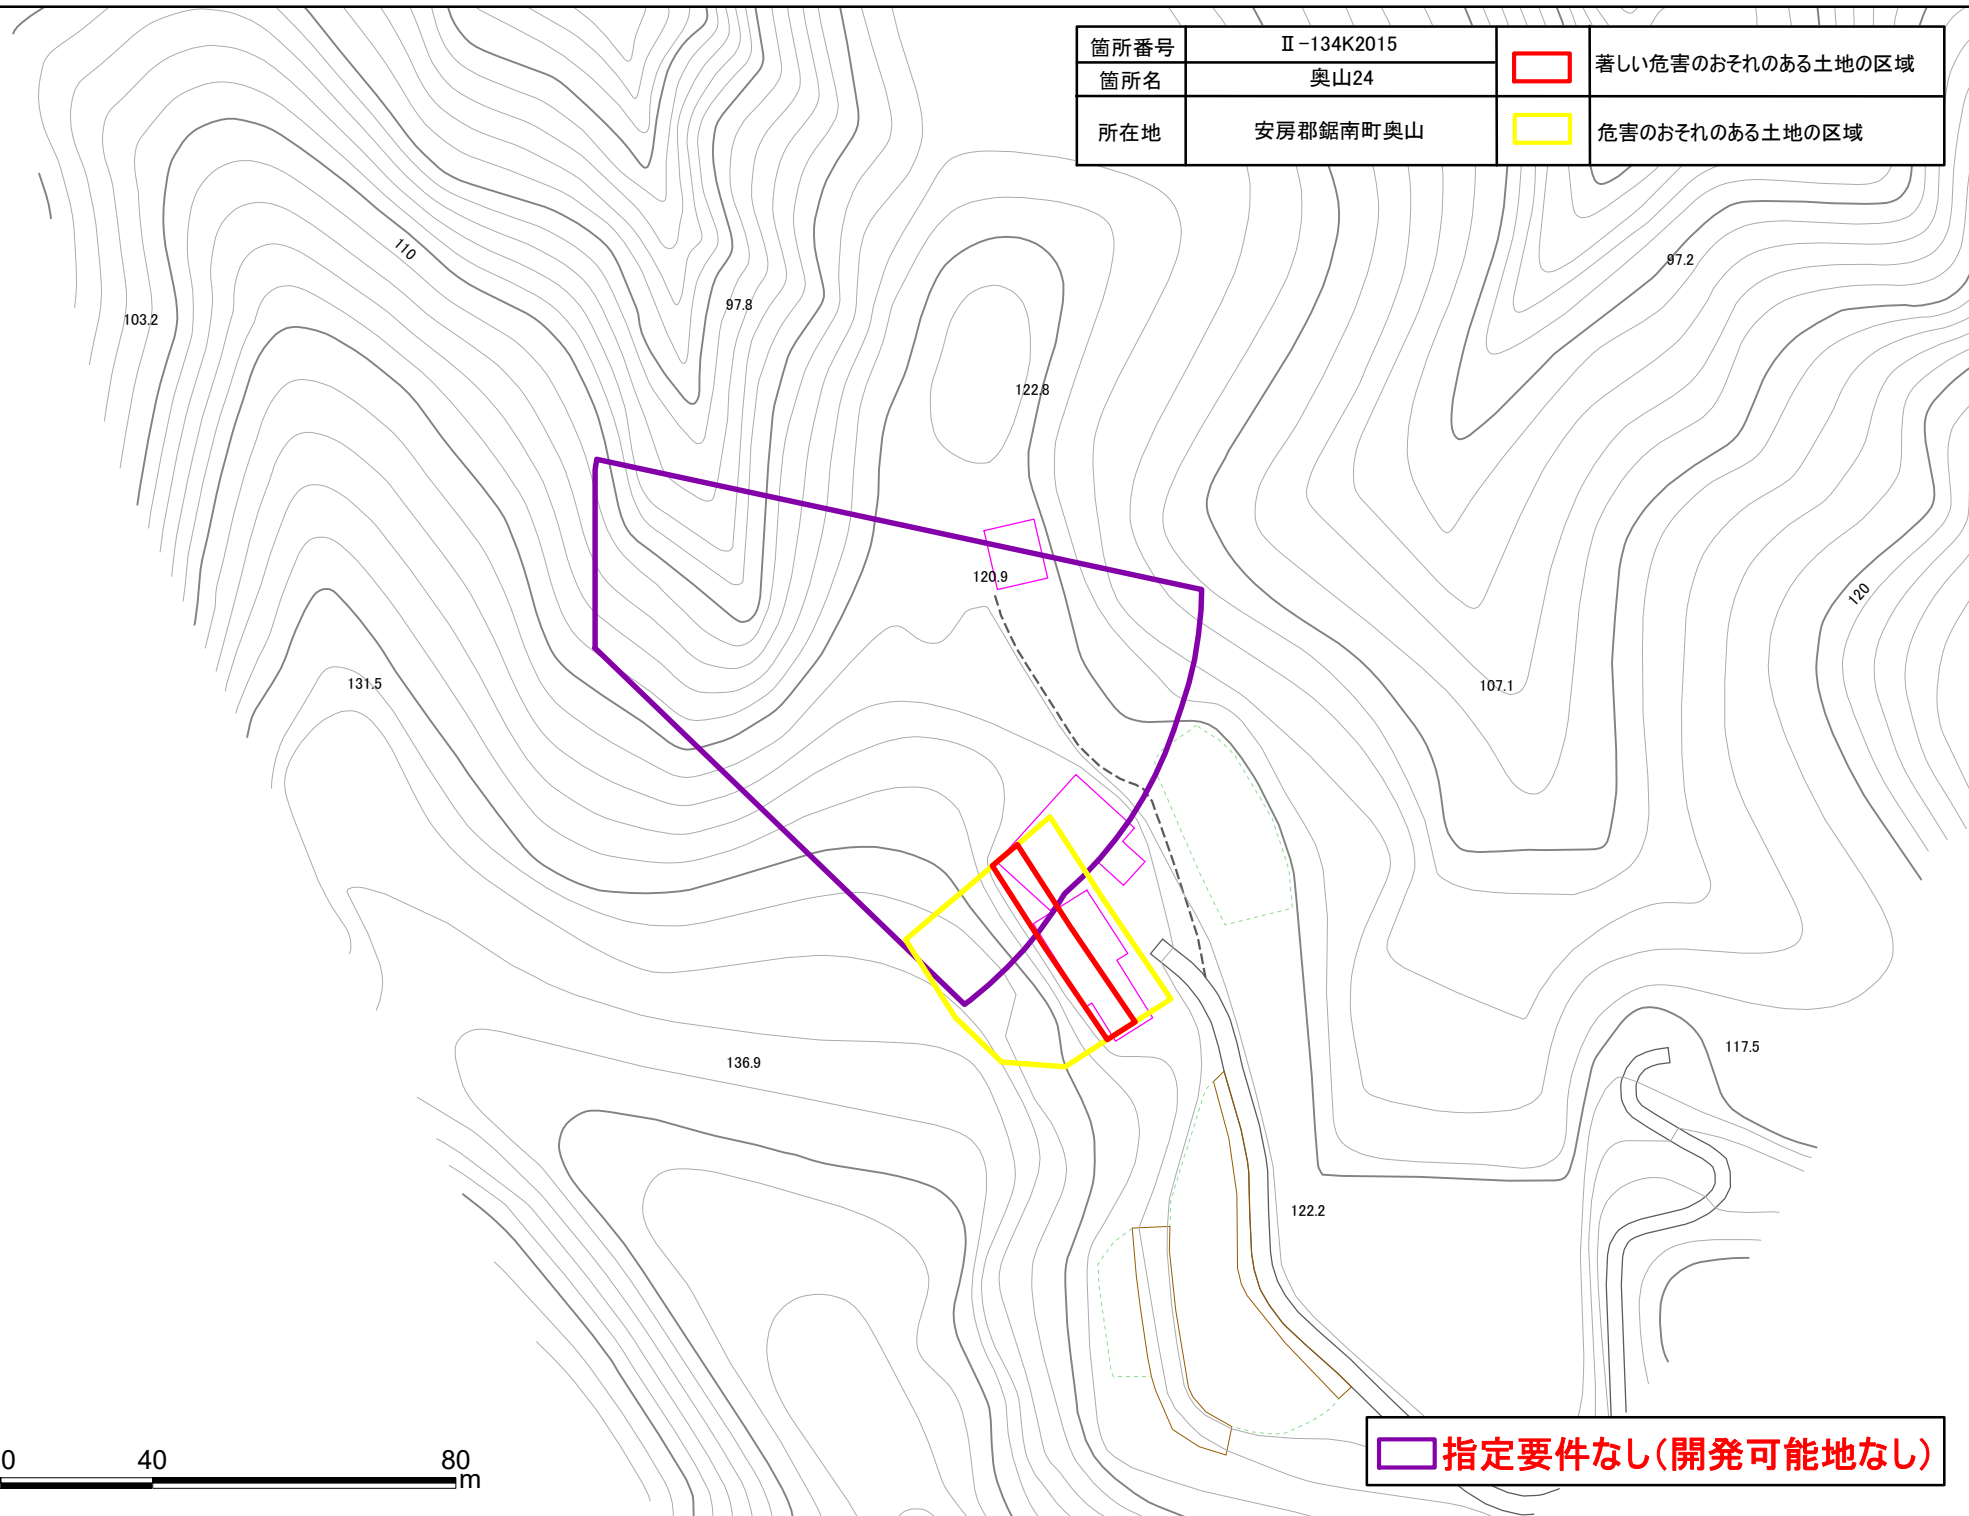 箇所番号 Ⅱ-134K2015
箇所名 奥山24
所在地 安房郡鋸南町奥山
著しい危害のおそれのある土地の区域
危害のおそれのある土地の区域
110
103.2
97.8
97.2
122.8
120.9
120
131.5
107.1
136.9
117.5
122.2
0 40 80
m
指定要件なし(開発可能地なし)